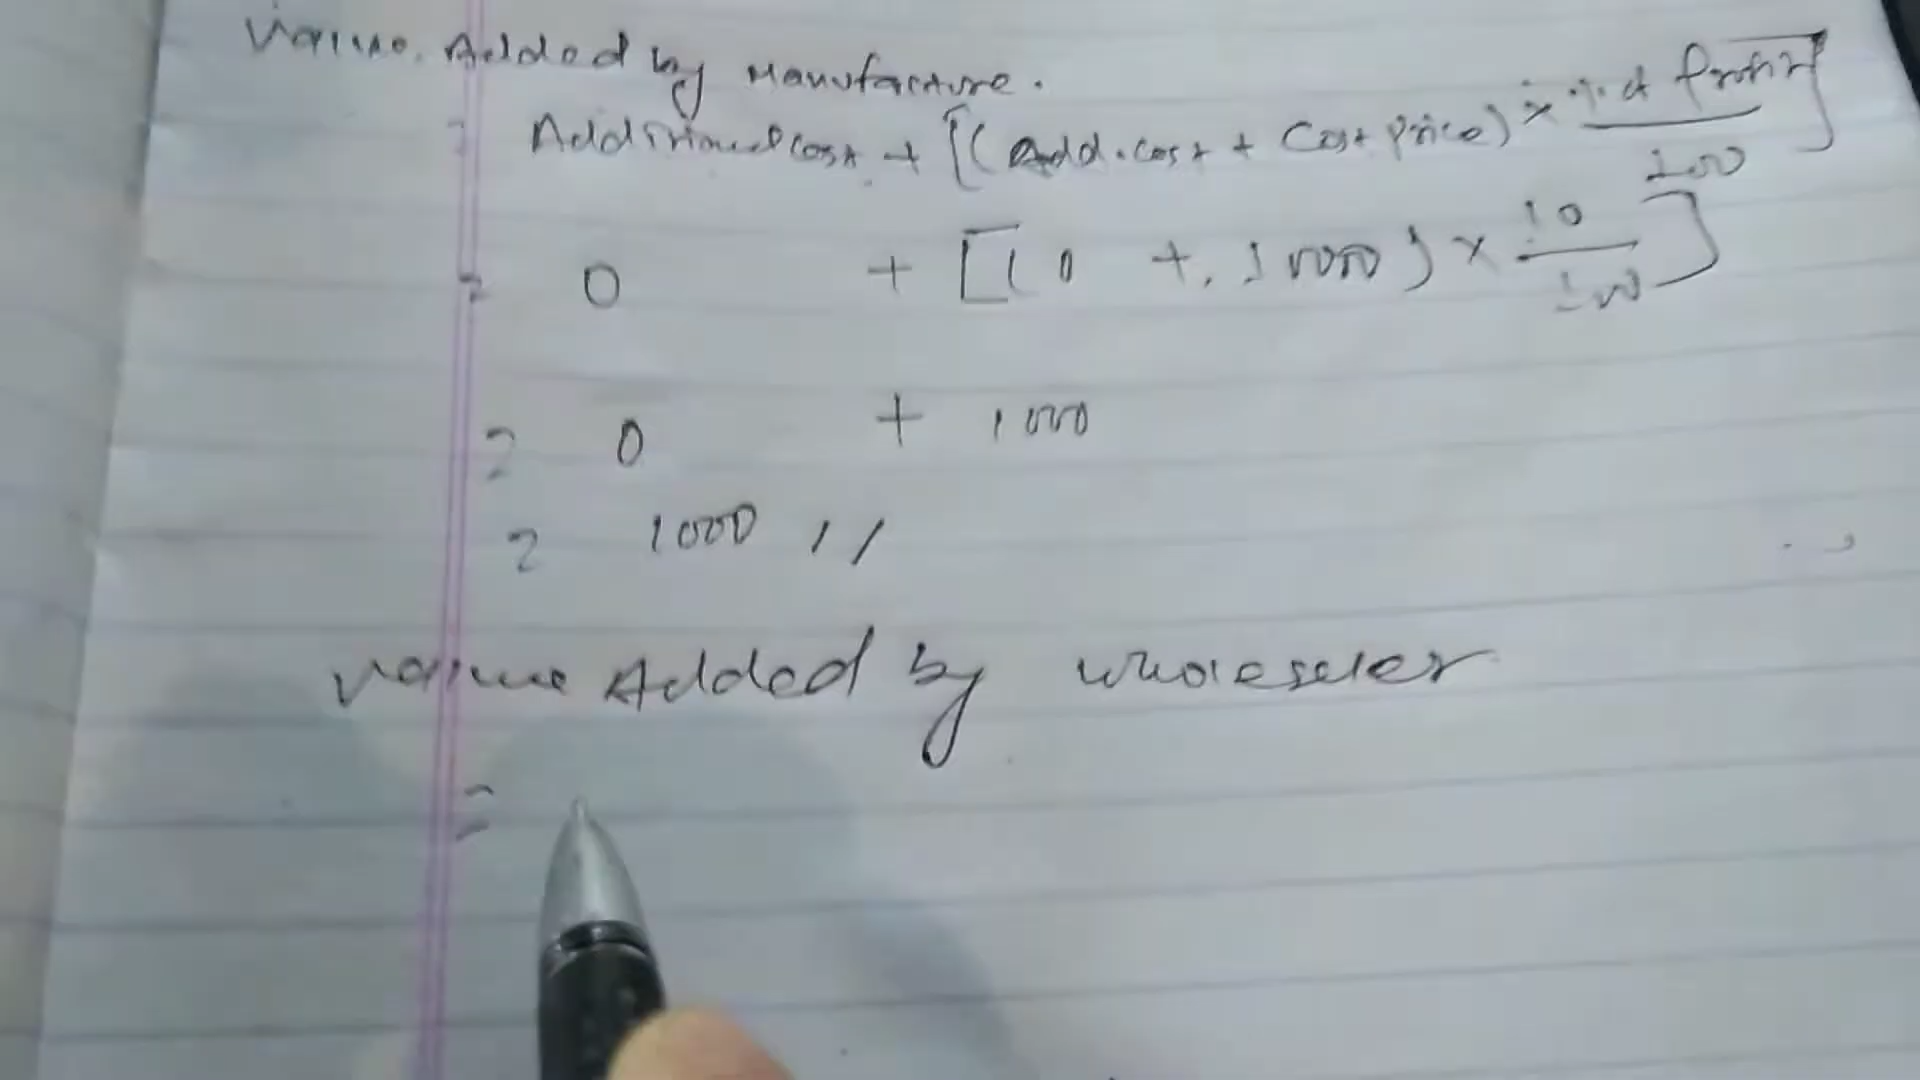 Value Added by Manufacture.
= Additional cost + [(Add.cost + Cost price) × % of Profit / 100]
= 0 + [(0 + 10000) × 10 / 100]
= 0 + 1000
= 1000 //
Value Added by wholeseler
=